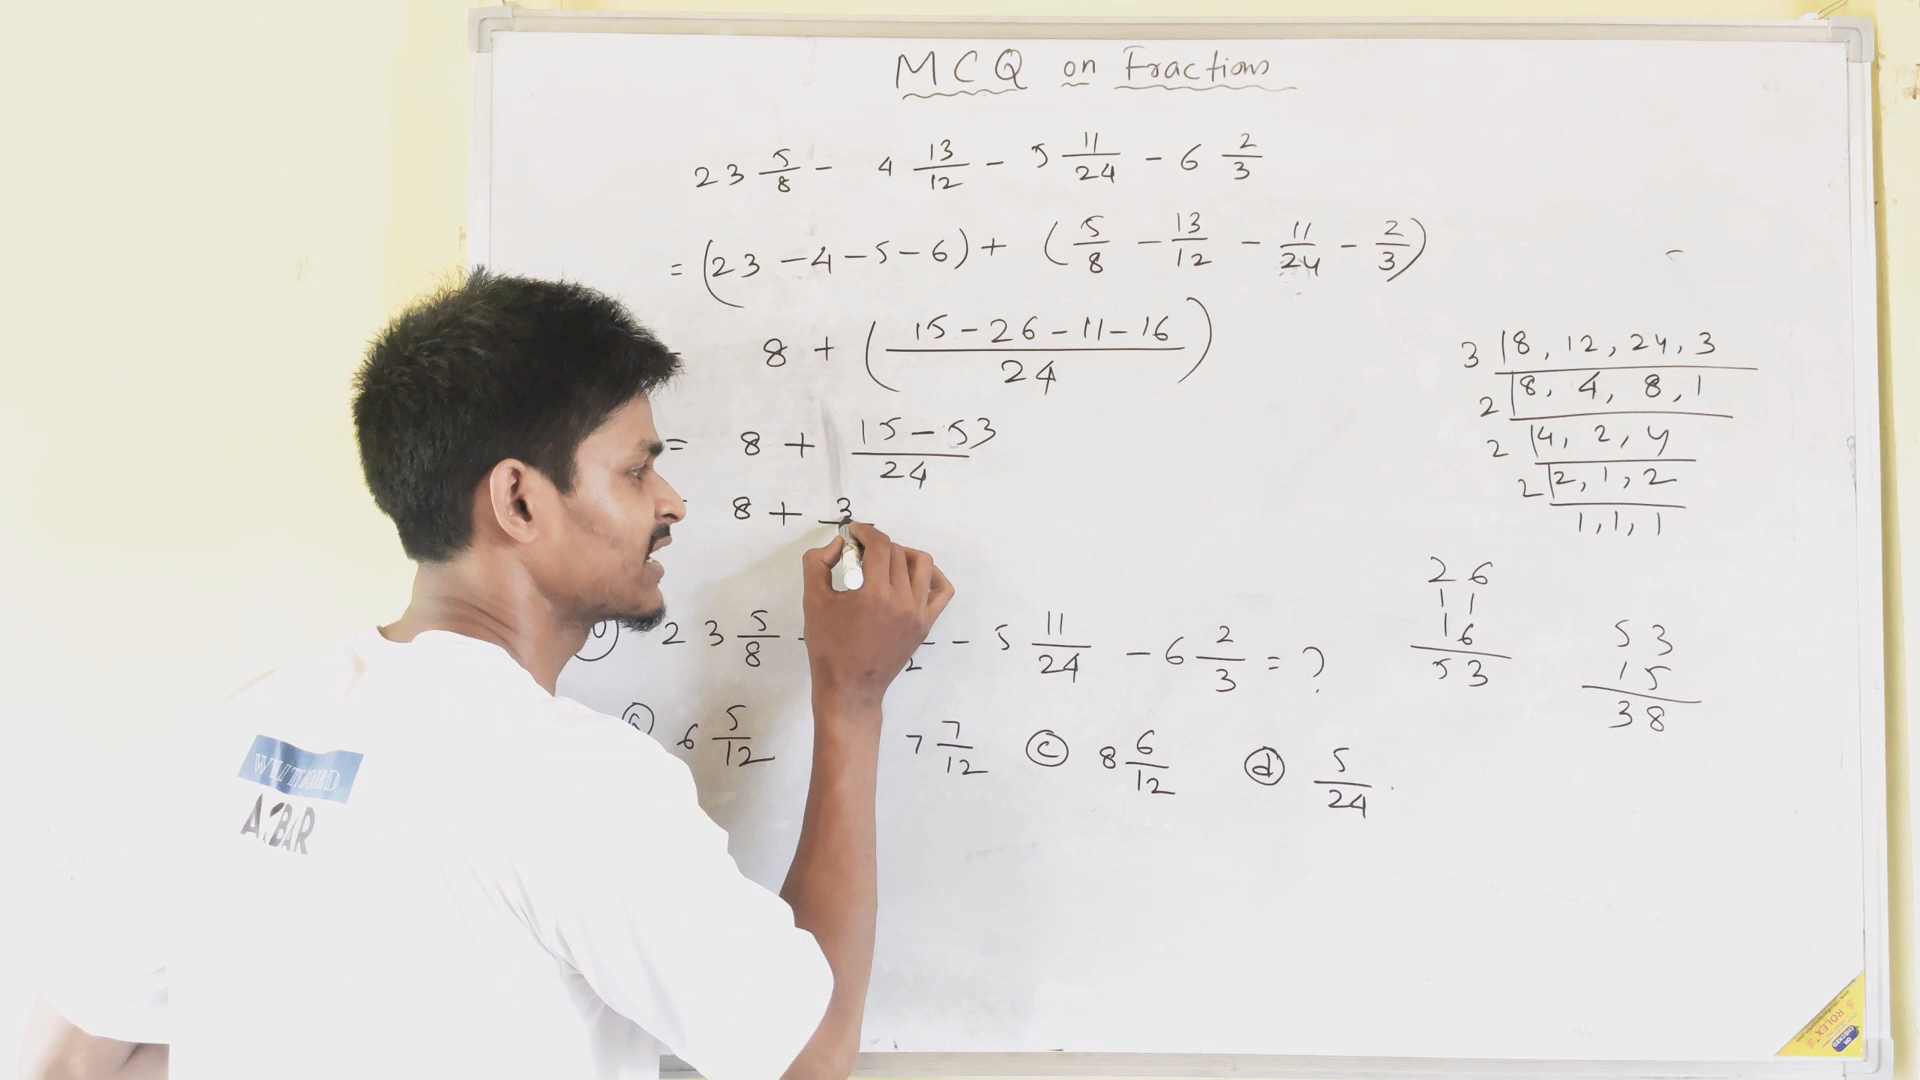 MCQ on Fractions
23 5/8 - 4 13/12 - 5 11/24 - 6 2/3
= (23 - 4 - 5 - 6) + (5/8 - 13/12 - 11/24 - 2/3)
8 + (15 - 26 - 11 - 16 / 24)
= 8 + 15 - 53 / 24
8 + 3
23 5/8 - - 5 11/24 - 6 2/3 = ?
6 5/12 7 7/12 (c) 8 6/12 (d) 5/24
3 | 8, 12, 24, 3
2 | 8, 4, 8, 1
2 | 4, 2, 4
2 | 2, 1, 2
1, 1, 1
26
11
16
53
53
15
38
AKBAR
ROLEX